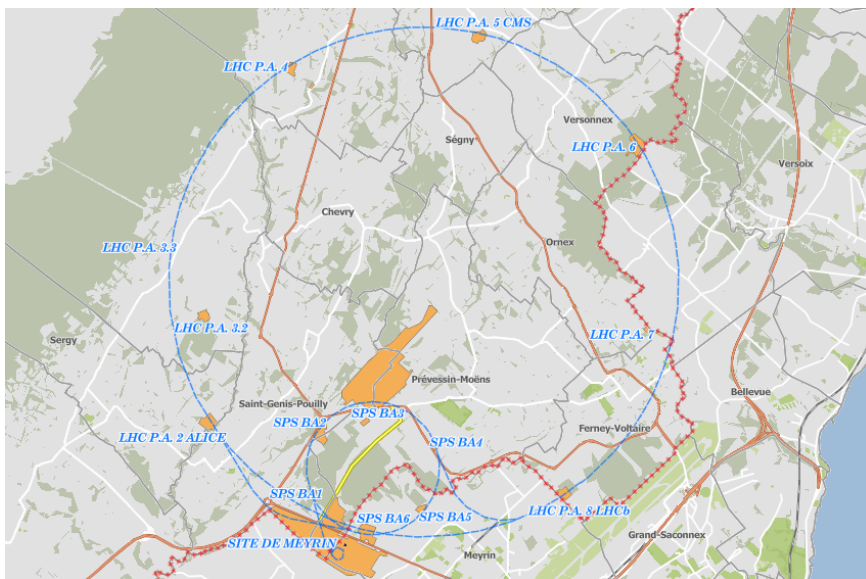 LHC P.A. 5 CMS
LHC P.A. 4
Versonnex
Ségny
LHC P.A. 6
Versoix
Chevry
LHC P.A. 3.3
Ornex
LHC P.A. 3.2
LHC P.A. 7
Sergy
Prévessin-Moëns
Bellevue
Saint-Genis-Pouilly
SPS BA3
SPS BA2
Ferney-Voltaire
LHC P.A. 2 ALICE
SPS BA4
SPS BA1
LHC P.A. 8 LHCb
SPS BA6
SPS BA5
Grand-Saconnex
SITE DE MEYRIN
Meyrin